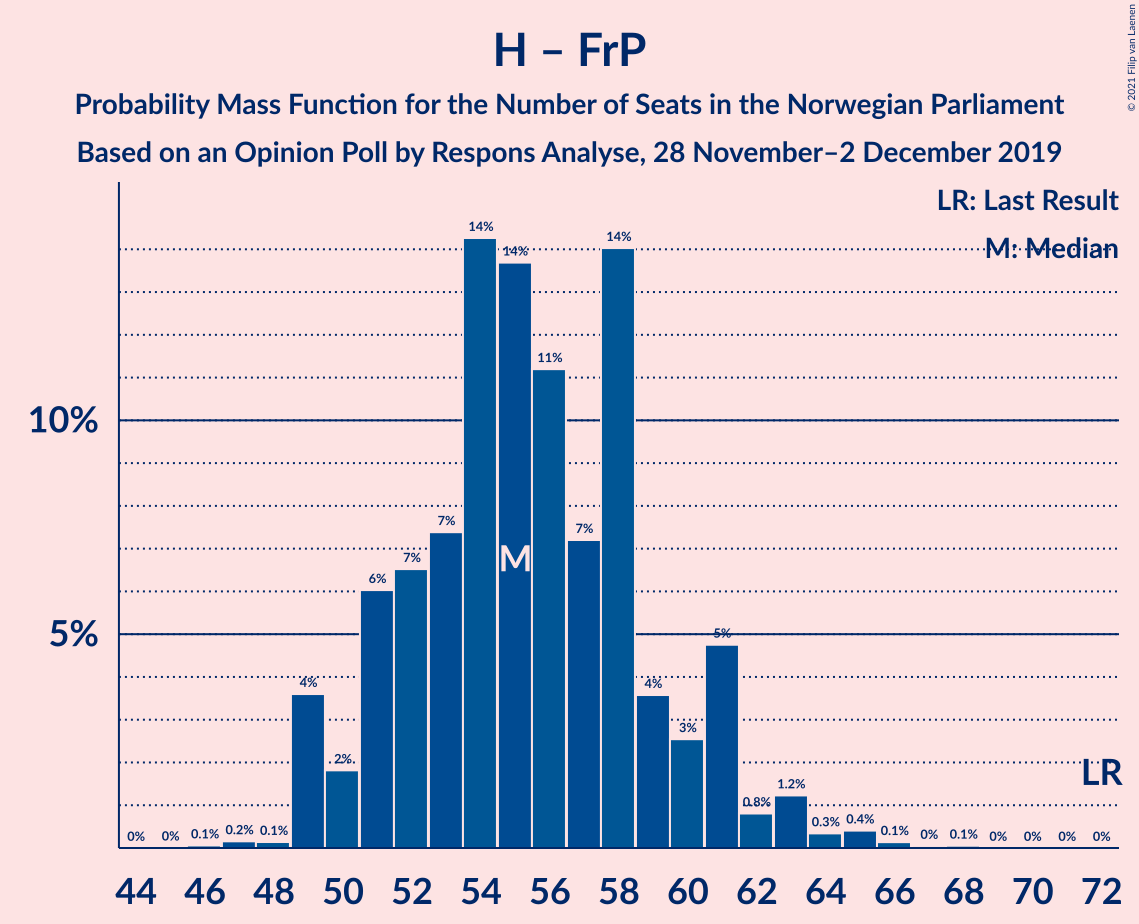 © 2021 Filip van Laenen
H – FrP
Probability Mass Function for the Number of Seats in the Norwegian Parliament
Based on an Opinion Poll by Respons Analyse, 28 November–2 December 2019
LR: Last Result
M: Median
10%
5%
0% 0% 0.1% 0.2% 0.1% 4% 2% 6% 7% 7% 14% 14% 11% 7% 14% 4% 3% 5% 0.8% 1.2% 0.3% 0.4% 0.1% 0% 0.1% 0% 0% 0% 0%
M
LR
44 46 48 50 52 54 56 58 60 62 64 66 68 70 72